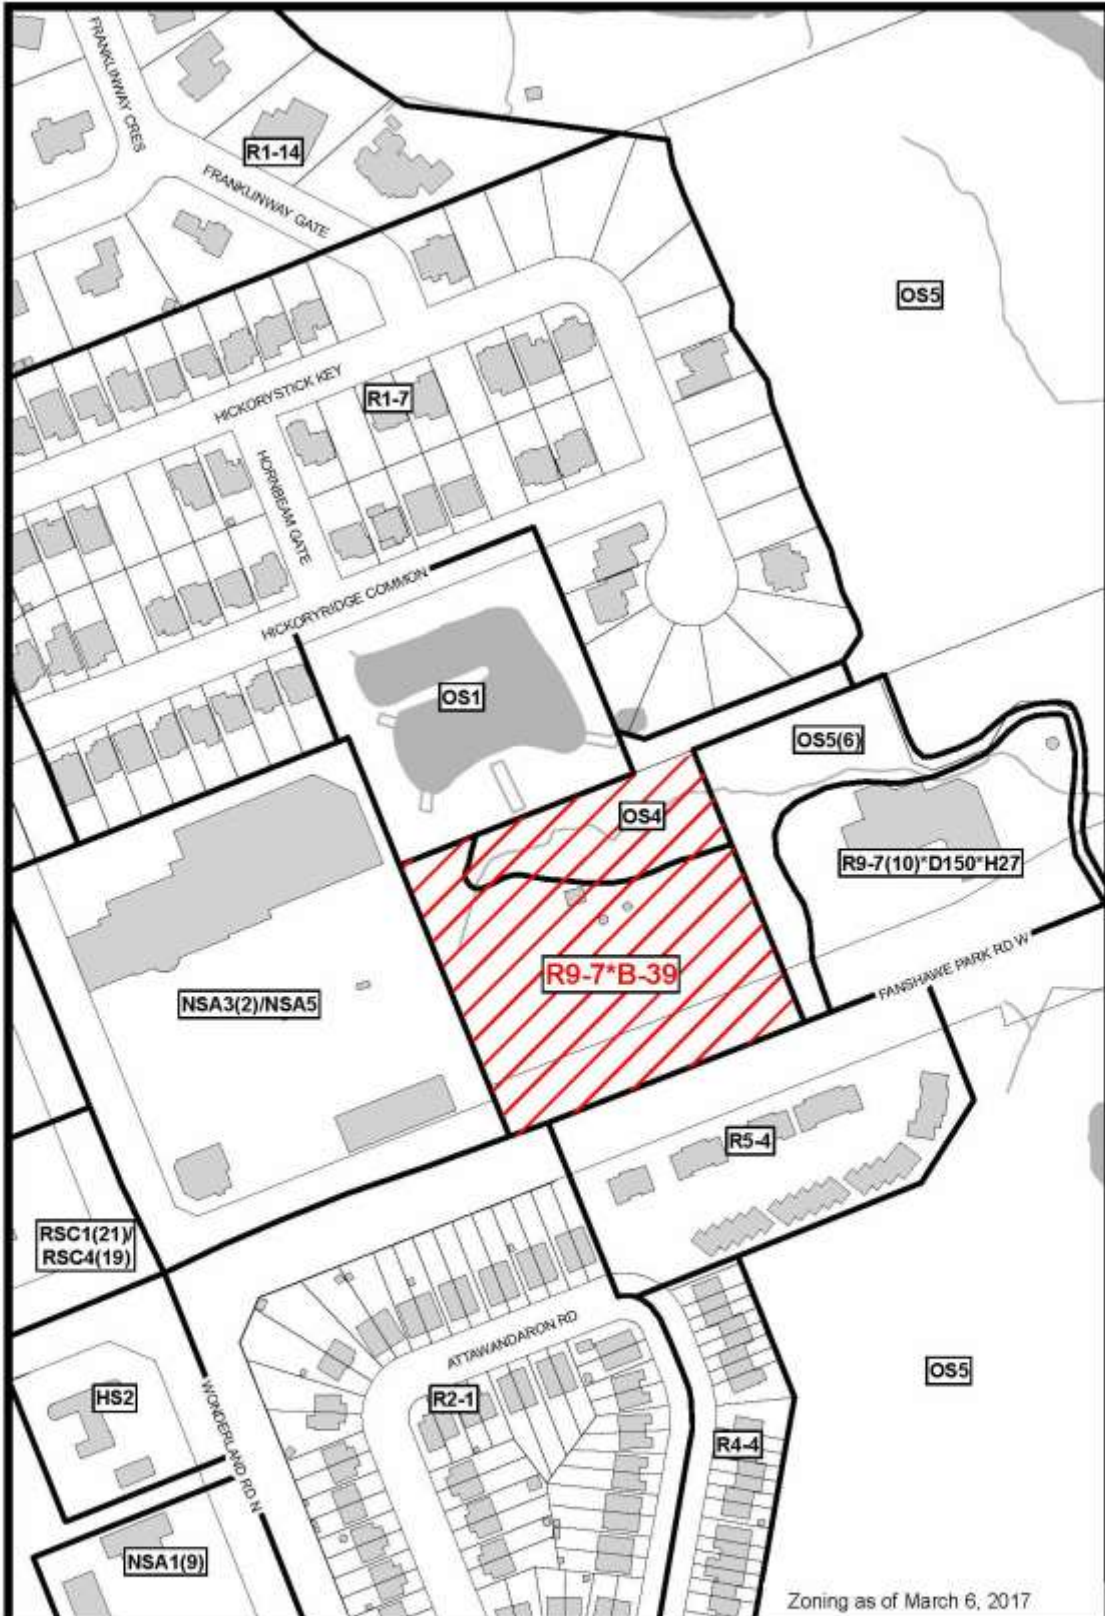 FRANKLINWAY CRES
R1-14
FRANKLINWAY GATE
OS5
HICKORYSTICK KEY
R1-7
HORNBEAM GATE
HICKORYRIDGE COMMON
OS1
OS5(6)
OS4
R9-7(10)*D150*H27
R9-7*B-39
FANSHAWE PARK RD W
NSA3(2)/NSA5
R5-4
RSC1(21)/
RSC4(19)
ATTAWANDARON RD
HS2
R2-1
OS5
WONDERLAND RD N
R4-4
NSA1(9)
Zoning as of March 6, 2017